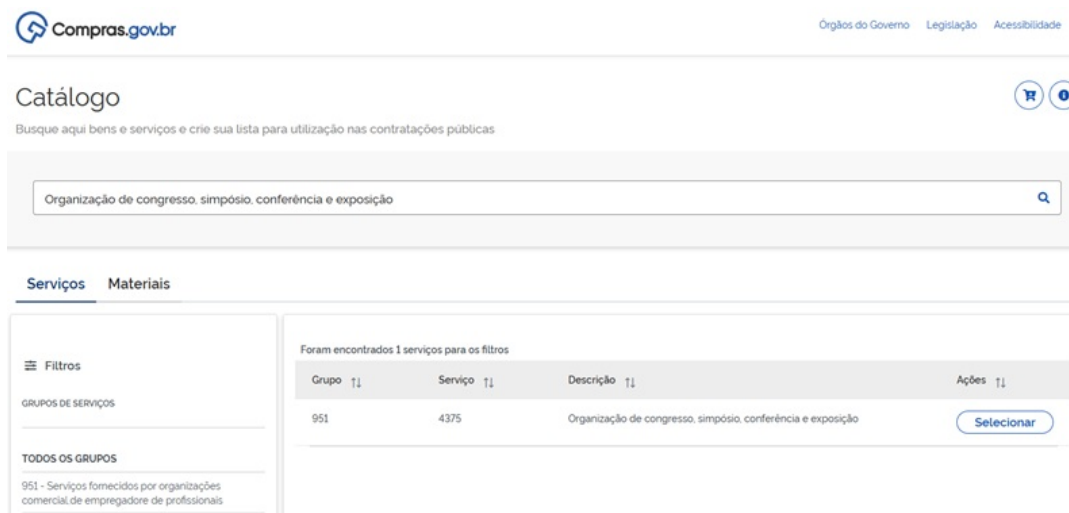 Compras.gov.br
Órgãos do Governo Legislação Acessibilidade
Catálogo
Busque aqui bens e serviços e crie sua lista para utilização nas contratações públicas
Organização de congresso, simpósio, conferência e exposição
Serviços Materiais
Filtros
GRUPOS DE SERVIÇOS
TODOS OS GRUPOS
951 - Serviços fornecidos por organizações
comercial,de empregadore de profissionais
Foram encontrados 1 serviços para os filtros
Grupo Serviço Descrição Ações
951 4375 Organização de congresso, simpósio, conferência e exposição Selecionar